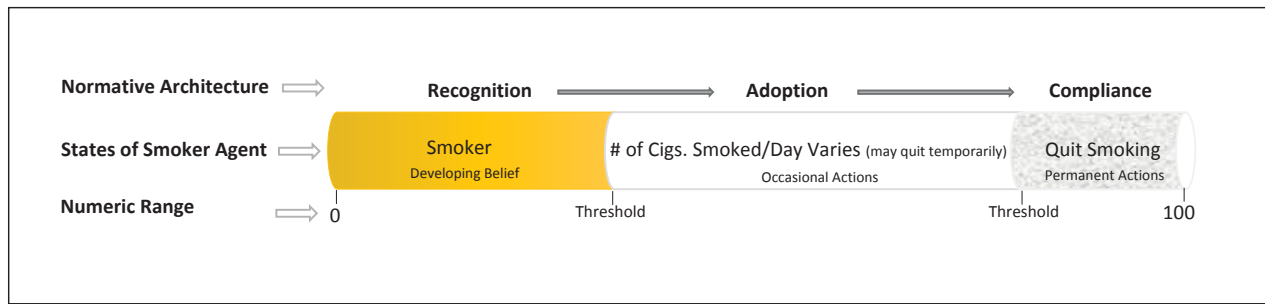 Normative Architecture
Recognition
Adoption
Compliance
States of Smoker Agent
Smoker
Developing Belief
# of Cigs. Smoked/Day Varies (may quit temporarily)
Occasional Actions
Quit Smoking
Permanent Actions
Numeric Range
0
Threshold
Threshold
100